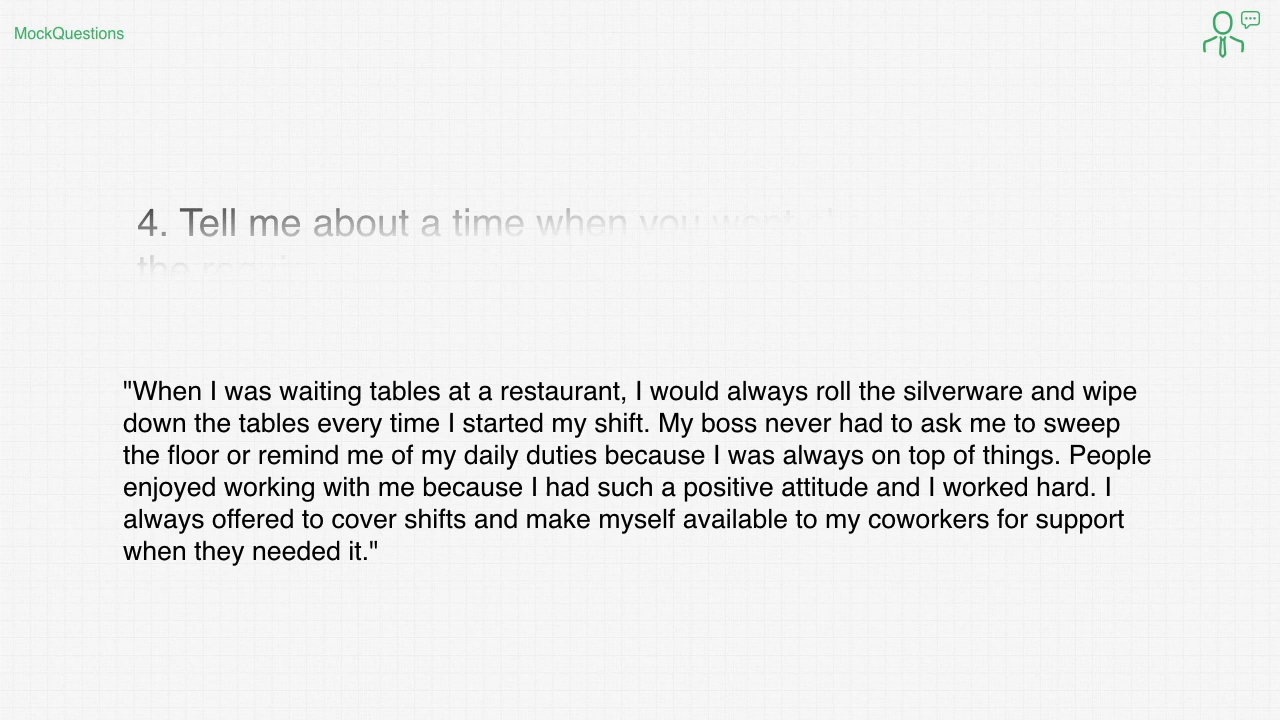 MockQuestions
4. Tell me about a time when you went
the
"When I was waiting tables at a restaurant, I would always roll the silverware and wipe
down the tables every time I started my shift. My boss never had to ask me to sweep
the floor or remind me of my daily duties because I was always on top of things. People
enjoyed working with me because I had such a positive attitude and I worked hard. I
always offered to cover shifts and make myself available to my coworkers for support
when they needed it."